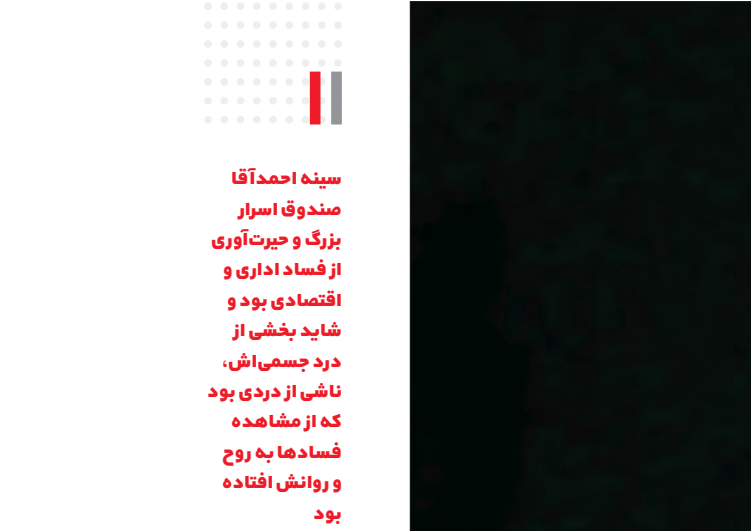 سینه احمدآقا
صندوق اسرار
بزرگ و حیرت‌آوری
از فساد اداری و
اقتصادی بود و
شاید بخشی از
درد جسمی‌اش،
ناشی از دردی بود
که از مشاهده
فسادها به روح
و روانش افتاده
بود